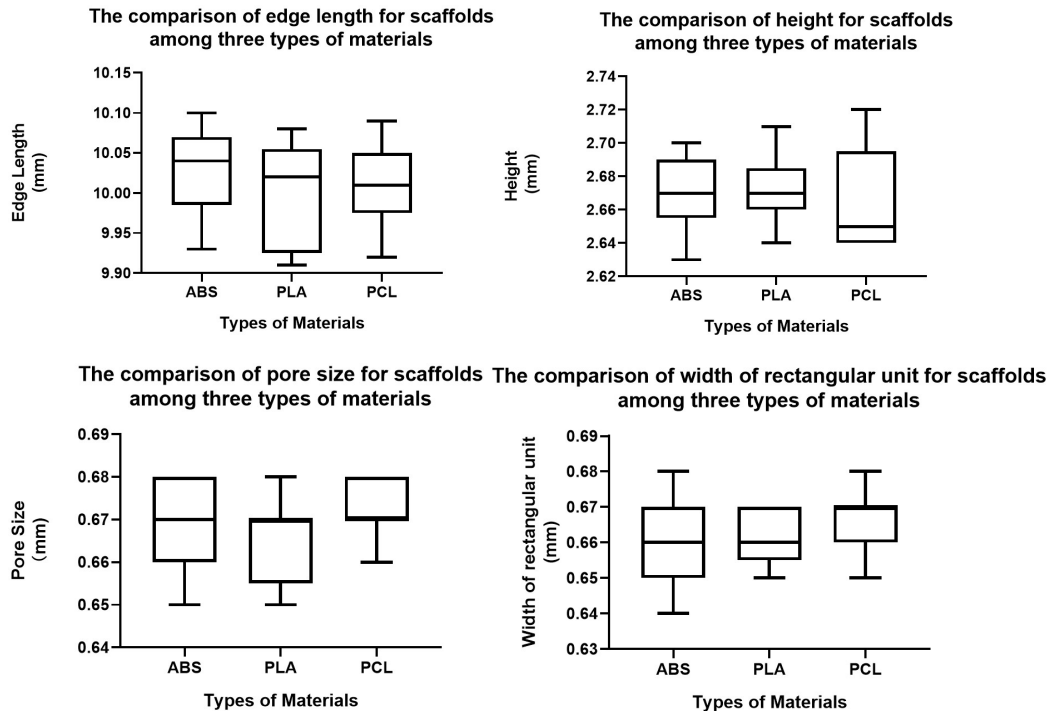 The comparison of edge length for scaffolds
among three types of materials
10.15
10.10
10.05
10.00
9.95
9.90
Edge Length
(mm)
ABS PLA PCL
Types of Materials
The comparison of height for scaffolds
among three types of materials
2.74
2.72
2.70
2.68
2.66
2.64
2.62
Height
(mm)
ABS PLA PCL
Types of Materials
The comparison of pore size for scaffolds
among three types of materials
0.69
0.68
0.67
0.66
0.65
0.64
Pore Size
(mm)
ABS PLA PCL
Types of Materials
The comparison of width of rectangular unit for scaffolds
among three types of materials
0.69
0.68
0.67
0.66
0.65
0.64
0.63
Width of rectangular unit
(mm)
ABS PLA PCL
Types of Materials